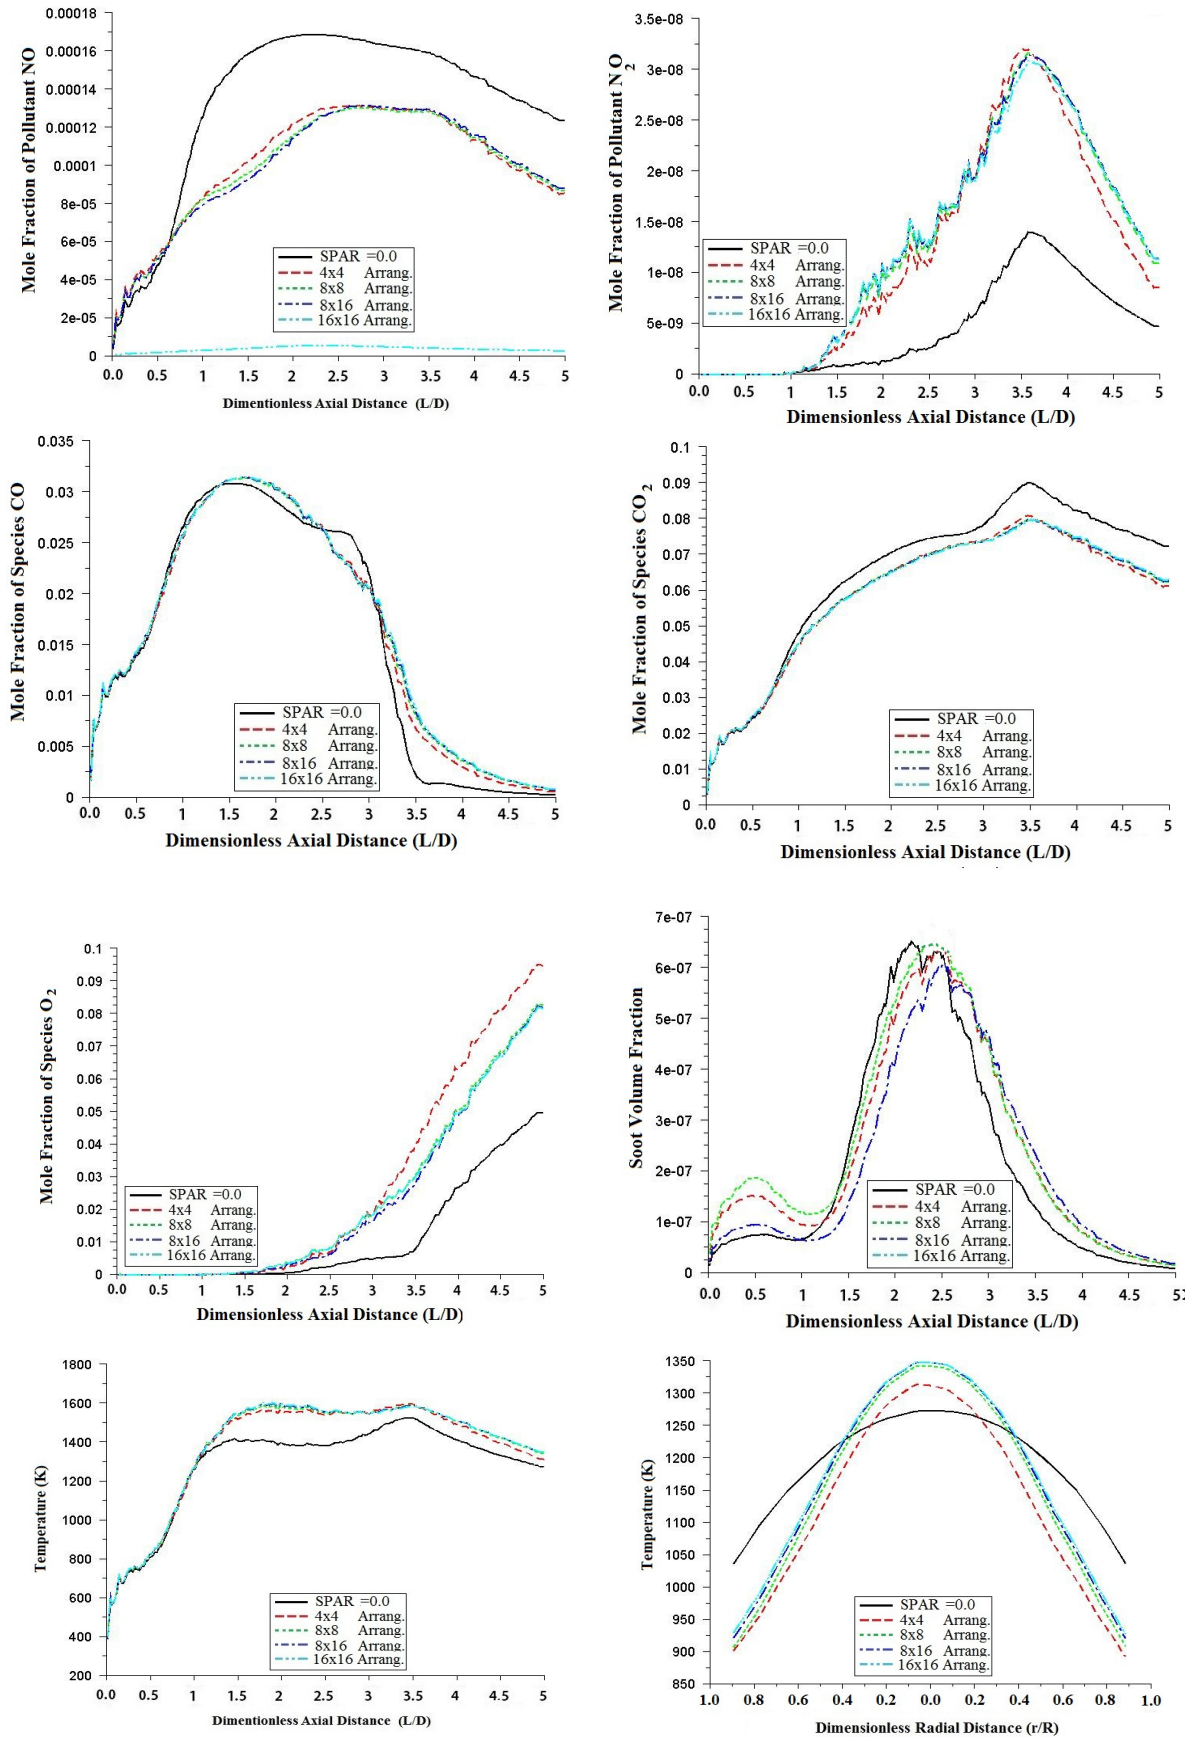 Mole Fraction of Pollutant NO
0.00018
0.00016
0.00014
0.00012
0.0001
8e-05
6e-05
4e-05
2e-05
0
SPAR =0.0
4x4 Arrang.
8x8 Arrang.
8x16 Arrang.
16x16 Arrang.
0.0 0.5 1 1.5 2 2.5 3 3.5 4 4.5 5
Dimentionless Axial Distance (L/D)
Mole Fraction of Pollutant NO2
3.5e-08
3e-08
2.5e-08
2e-08
1.5e-08
1e-08
5e-09
0
SPAR =0.0
4x4 Arrang.
8x8 Arrang.
8x16 Arrang.
16x16 Arrang.
0.0 0.5 1 1.5 2 2.5 3 3.5 4 4.5 5
Dimensionless Axial Distance (L/D)
Mole Fraction of Species CO
0.035
0.03
0.025
0.02
0.015
0.01
0.005
0
SPAR =0.0
4x4 Arrang.
8x8 Arrang.
8x16 Arrang.
16x16 Arrang.
0.0 0.5 1 1.5 2 2.5 3 3.5 4 4.5 5
Dimensionless Axial Distance (L/D)
Mole Fraction of Species CO2
0.1
0.09
0.08
0.07
0.06
0.05
0.04
0.03
0.02
0.01
0
SPAR =0.0
4x4 Arrang.
8x8 Arrang.
8x16 Arrang.
16x16 Arrang.
0.0 0.5 1 1.5 2 2.5 3 3.5 4 4.5 5
Dimensionless Axial Distance (L/D)
Mole Fraction of Species O2
0.1
0.09
0.08
0.07
0.06
0.05
0.04
0.03
0.02
0.01
0
SPAR =0.0
4x4 Arrang.
8x8 Arrang.
8x16 Arrang.
16x16 Arrang.
0.0 0.5 1 1.5 2 2.5 3 3.5 4 4.5 5
Dimensionless Axial Distance (L/D)
Soot Volume Fraction
7e-07
6e-07
5e-07
4e-07
3e-07
2e-07
1e-07
0
SPAR =0.0
4x4 Arrang.
8x8 Arrang.
8x16 Arrang.
16x16 Arrang.
0.0 0.5 1 1.5 2 2.5 3 3.5 4 4.5
Dimensionless Axial Distance (L/D)
Temperature (K)
1800
1600
1400
1200
1000
800
600
400
200
SPAR =0.0
4x4 Arrang.
8x8 Arrang.
8x16 Arrang.
16x16 Arrang.
0.0 0.5 1 1.5 2 2.5 3 3.5 4 4.5 5
Dimentionless Axial Distance (L/D)
Temperature (K)
1350
1300
1250
1200
1150
1100
1050
1000
950
900
850
SPAR =0.0
4x4 Arrang.
8x8 Arrang.
8x16 Arrang.
16x16 Arrang.
1.0 0.8 0.6 0.4 0.2 0.0 0.2 0.4 0.6 0.8 1.0
Dimensionless Radial Distance (r/R)